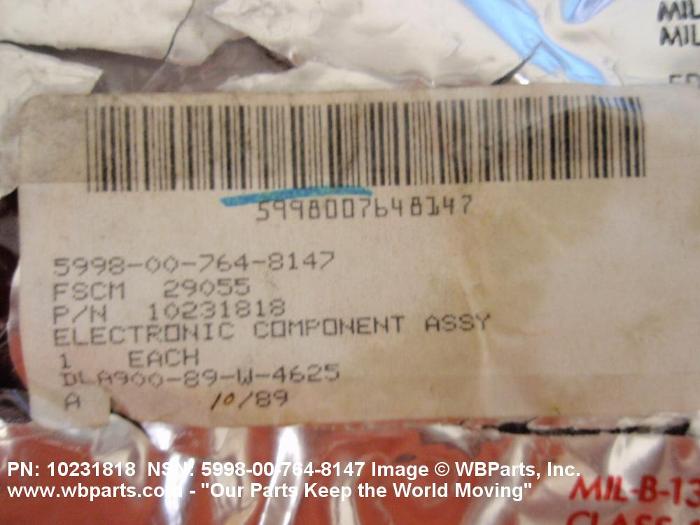 MIL
MIL
5998007648147
5998-00-764-8147
FSCM 29055
P/N 10231818
ELECTRONIC COMPONENT ASSY
1 EACH
DLA900-89-W-4625
A 10/89
PN: 10231818 NSN: 5998-00-764-8147 Image © WBParts, Inc.
www.wbparts.com - "Our Parts Keep the World Moving"
MIL-B-13
CLASS